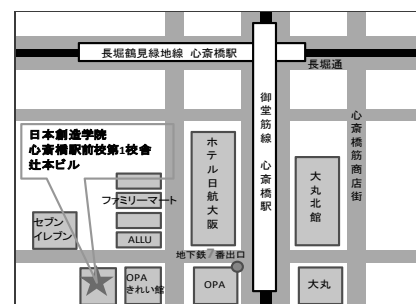 長堀鶴見緑地線 心斎橋駅
長堀通
御堂筋線 心斎橋駅
心斎橋筋商店街
日本創造学院
心斎橋駅前校第1校舎
辻本ビル
ホテル日航大阪
大丸北館
ファミリーマート
セブン
イレブン
ALLU
地下鉄7番出口
OPA
きれい館
OPA
大丸